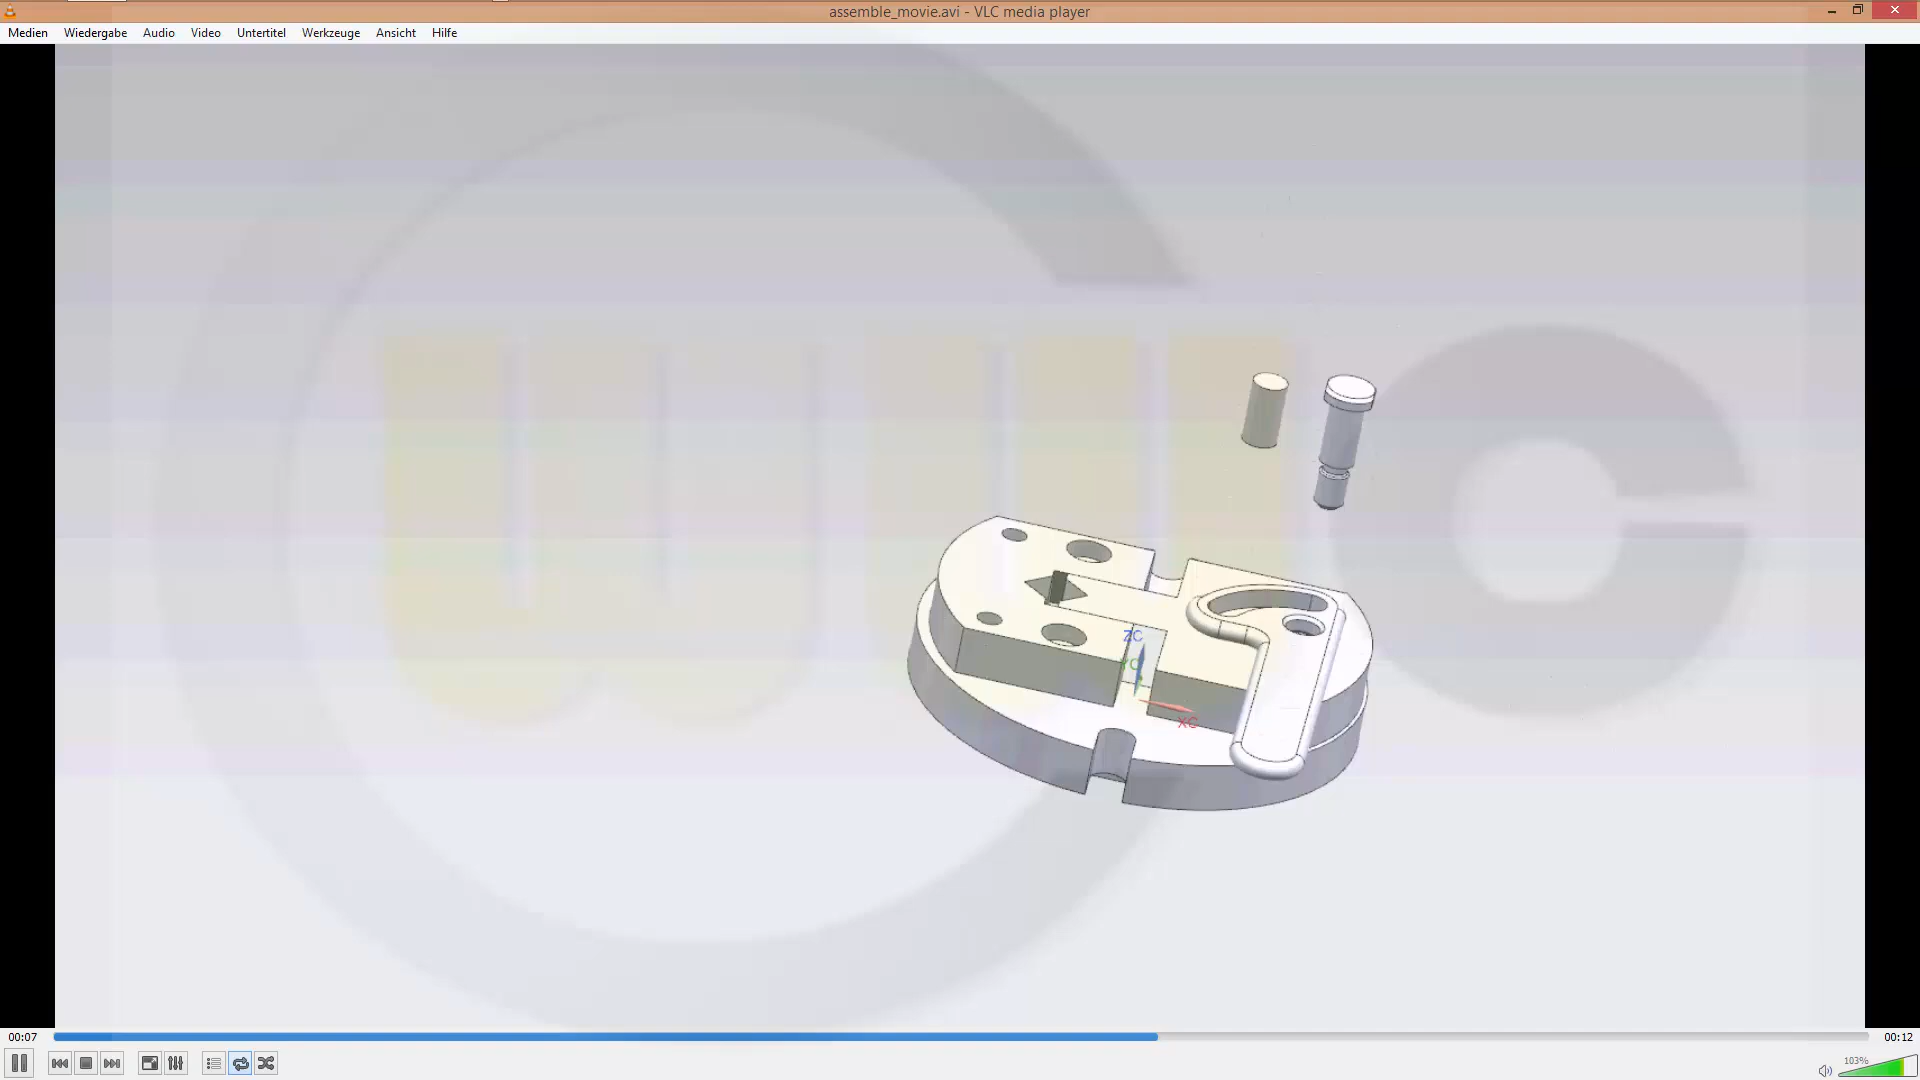 assemble_movie.avi - VLC media player
Medien Wiedergabe Audio Video Untertitel Werkzeuge Ansicht Hilfe
ZC
YC
XC
00:07
00:12
103%